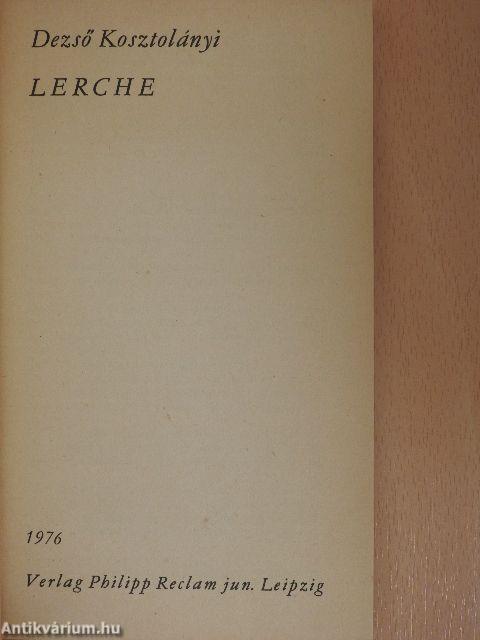 Dezső Kosztolányi
LERCHE
1976
Verlag Philipp Reclam jun. Leipzig
Antikvárium.hu